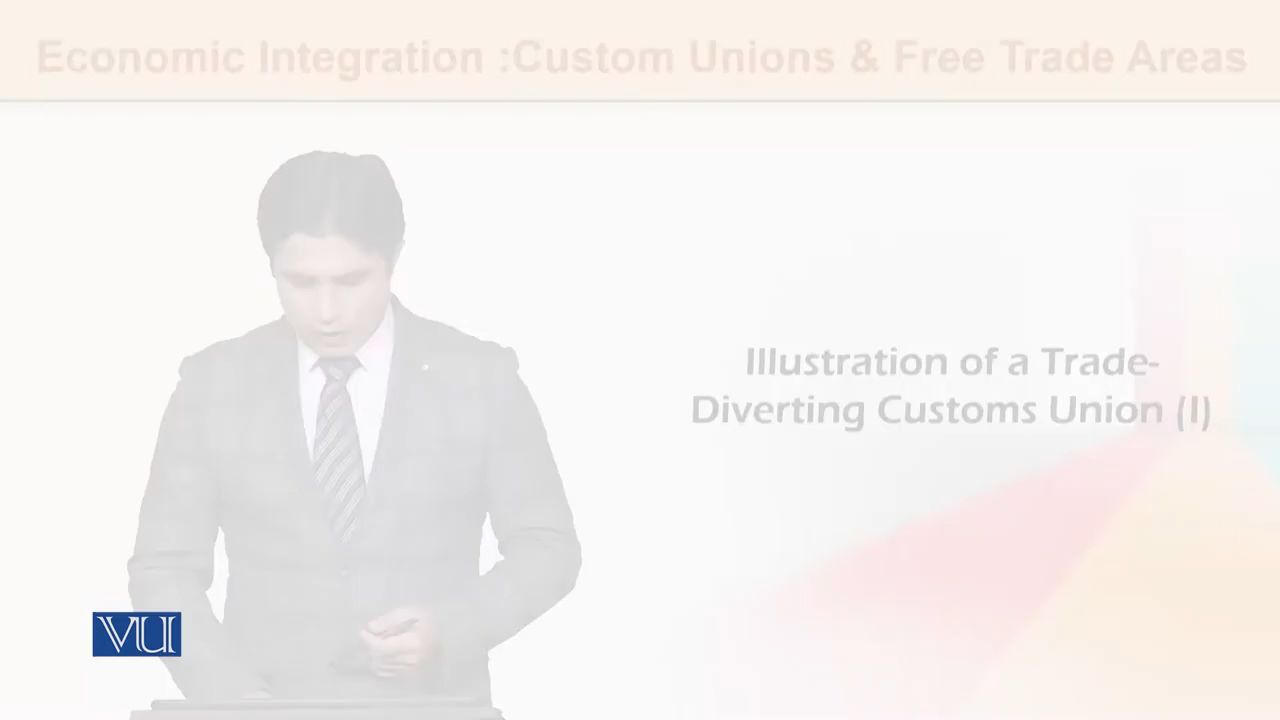 Economic Integration :Custom Unions & Free Trade Areas
Illustration of a Trade-
Diverting Customs Union (I)
VU